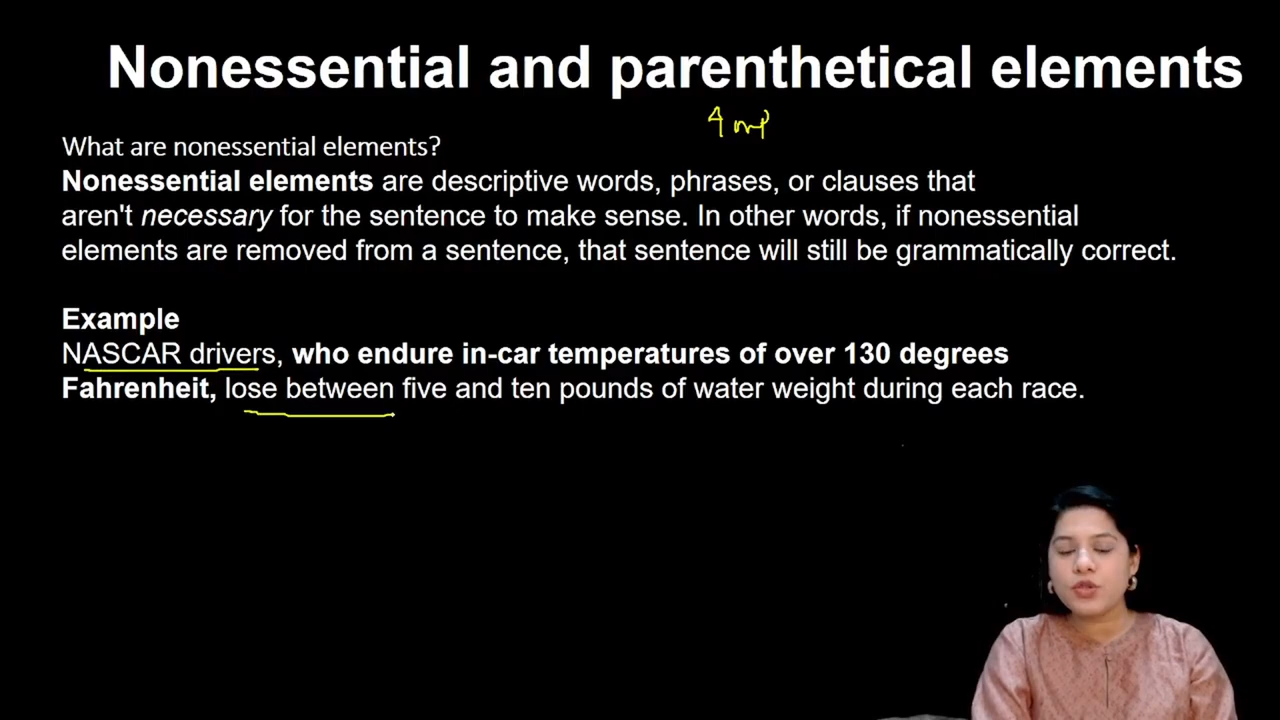 Nonessential and parenthetical elements
What are nonessential elements?
Nonessential elements are descriptive words, phrases, or clauses that
aren't necessary for the sentence to make sense. In other words, if nonessential
elements are removed from a sentence, that sentence will still be grammatically correct.
Example
NASCAR drivers, who endure in-car temperatures of over 130 degrees
Fahrenheit, lose between five and ten pounds of water weight during each race.